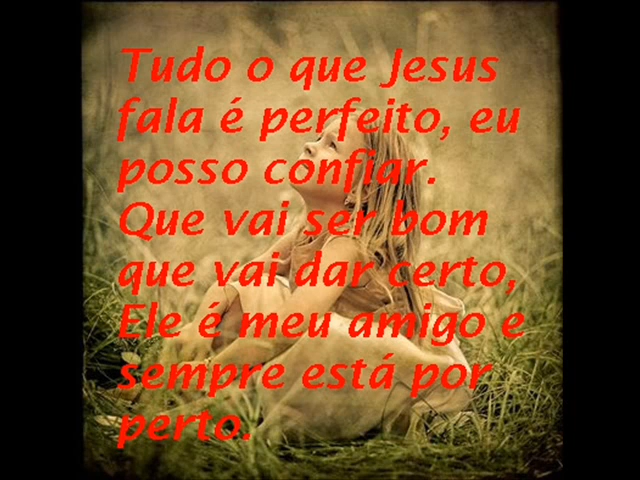 Tudo o que Jesus
fala é perfeito, eu
posso confiar.
Que vai ser bom
que vai dar certo,
Ele é meu amigo e
sempre está por
perto.